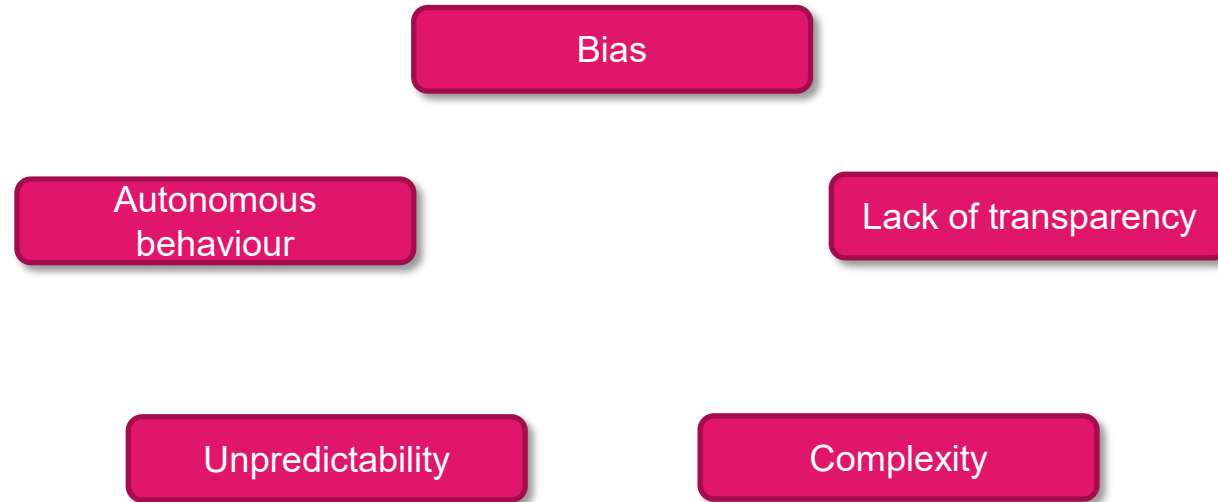 Bias
Autonomous
behaviour
Lack of transparency
Unpredictability
Complexity